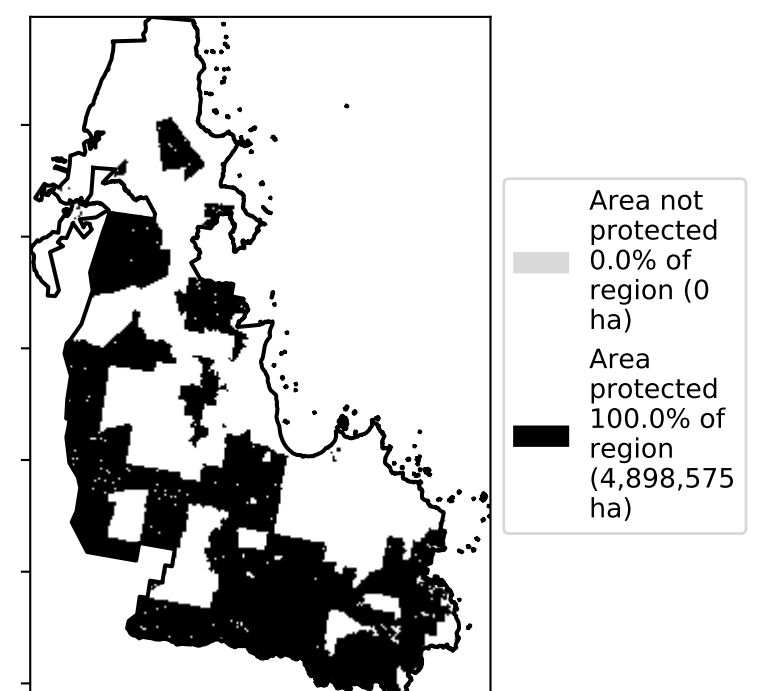 Area not
protected
0.0% of
region (0
ha)
Area
protected
100.0% of
region
(4,898,575
ha)